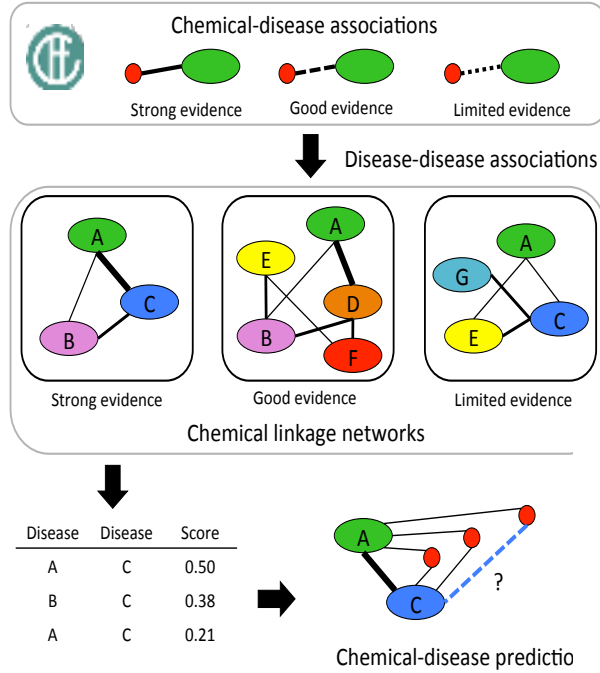 Chemical-disease associations
Strong evidence Good evidence Limited evidence
Disease-disease associations
A
C
B
Strong evidence
A
E
D
B
F
Good evidence
A
G
C
E
Limited evidence
Chemical linkage networks
Disease Disease Score
A C 0.50
B C 0.38
A C 0.21
A
C
?
Chemical-disease predictio